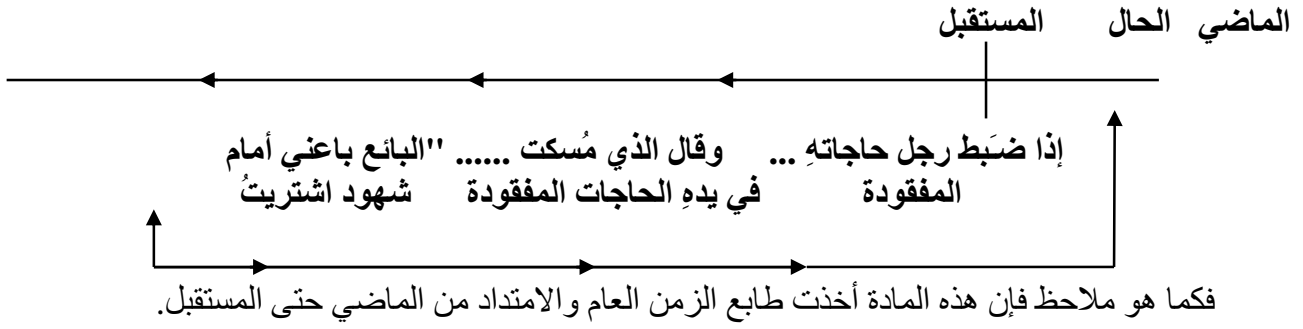 الماضي الحال المستقبل
إذا ضَبط رجل حاجاتهِ ... وقال الذي مُسكت ...... "البائع باعني أمام
المفقودة في يدهِ الحاجات المفقودة شهود اشتريتُ
فكما هو ملاحظ فإن هذه المادة أخذت طابع الزمن العام والامتداد من الماضي حتى المستقبل.